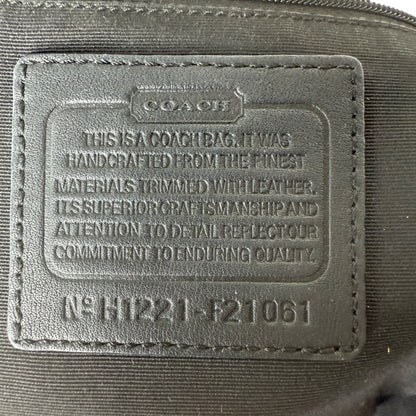 COACH
THIS IS A COACH BAG. IT WAS
HANDCRAFTED FROM THE FINEST
MATERIALS TRIMMED WITH LEATHER.
ITS SUPERIOR CRAFTSMANSHIP AND
ATTENTION TO DETAIL REFLECT OUR
COMMITMENT TO ENDURING QUALITY.
Nº H1221-F21061